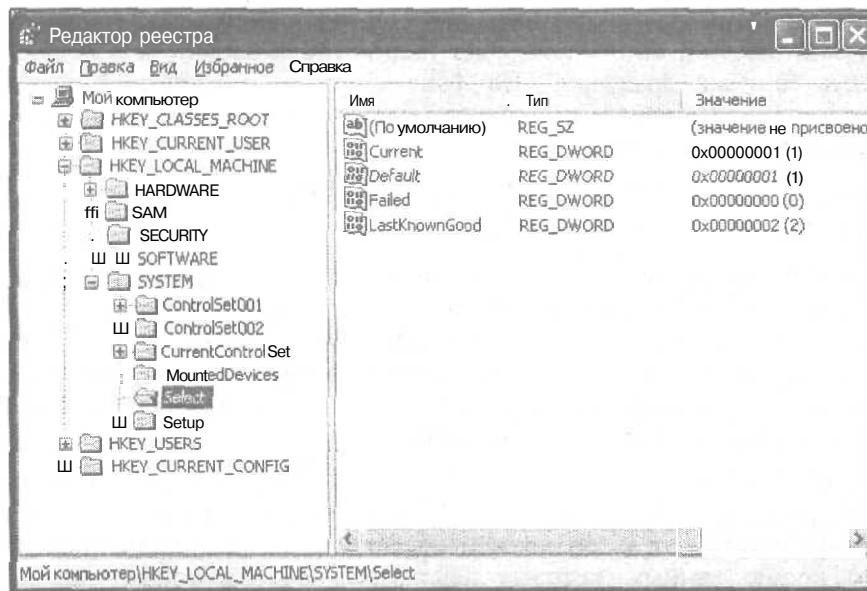 Редактор реестра
Файл Правка Вид Избранное Справка
Мой компьютер
HKEY_CLASSES_ROOT
HKEY_CURRENT_USER
HKEY_LOCAL_MACHINE
HARDWARE
ffi SAM
SECURITY
Ш Ш SOFTWARE
SYSTEM
ControlSet001
Ш ControlSet002
CurrentControlSet
MountedDevices
Select
Ш Setup
HKEY_USERS
Ш HKEY_CURRENT_CONFIG
Имя Тип Значение
(По умолчанию) REG_SZ (значение не присвоено
Current REG_DWORD 0x00000001 (1)
Default REG_DWORD 0x00000001 (1)
Failed REG_DWORD 0x00000000 (0)
LastKnownGood REG_DWORD 0x00000002 (2)
Мой компьютер\HKEY_LOCAL_MACHINE\SYSTEM\Select